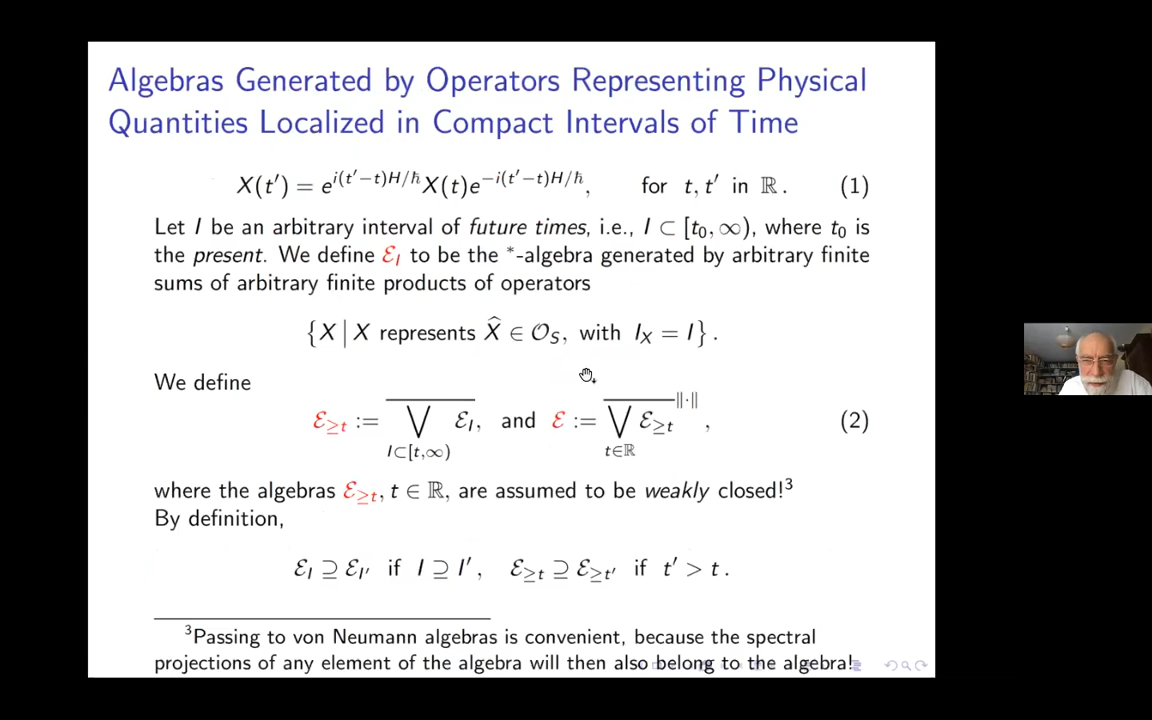 Algebras Generated by Operators Representing Physical
Quantities Localized in Compact Intervals of Time
X(t′) = e^{i(t′−t)H/ħ} X(t) e^{−i(t′−t)H/ħ}, for t, t′ in ℝ. (1)
Let I be an arbitrary interval of future times, i.e., I ⊂ [t₀, ∞), where t₀ is
the present. We define ℰ_I to be the *-algebra generated by arbitrary finite
sums of arbitrary finite products of operators
{X | X represents X̂ ∈ 𝒪_S, with I_X = I}.
We define
ℰ_{≥t} := \overline{⋁_{I⊂[t,∞)} ℰ_I}, and ℰ := \overline{⋁_{t∈ℝ} ℰ_{≥t}}^{‖·‖}, (2)
where the algebras ℰ_{≥t}, t ∈ ℝ, are assumed to be weakly closed!³
By definition,
ℰ_I ⊇ ℰ_{I′} if I ⊇ I′, ℰ_{≥t} ⊇ ℰ_{≥t′} if t′ > t.
³Passing to von Neumann algebras is convenient, because the spectral
projections of any element of the algebra will then also belong to the algebra!